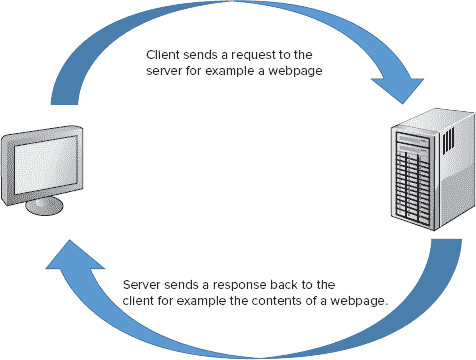 Client sends a request to the
server for example a webpage
Server sends a response back to the
client for example the contents of a webpage.